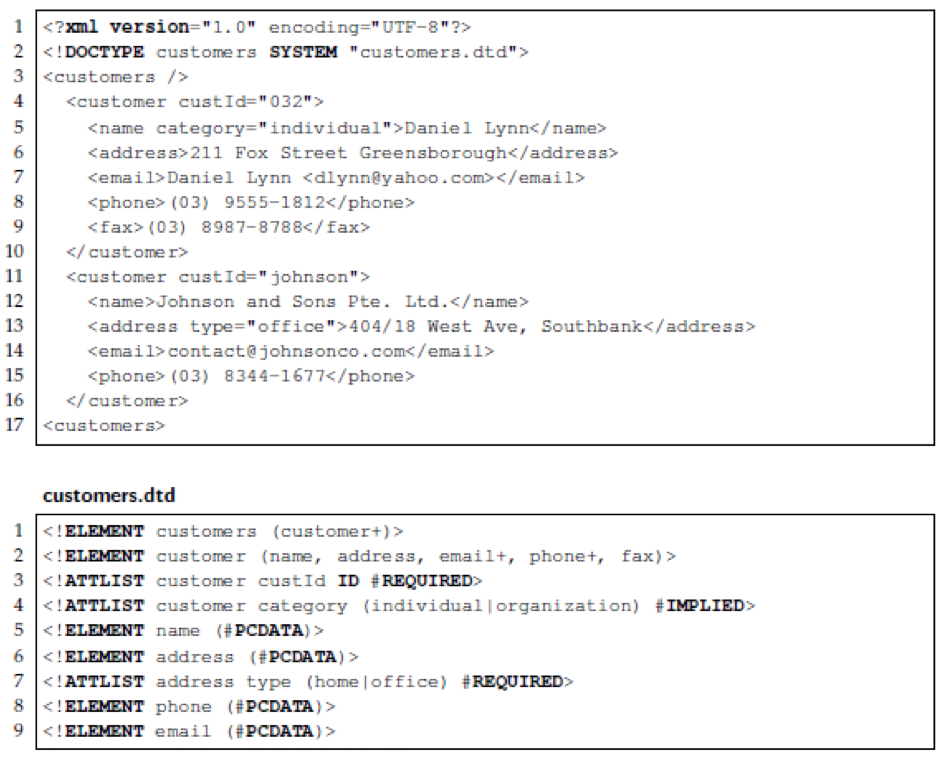 1 <?xml version="1.0" encoding="UTF-8"?>
2 <!DOCTYPE customers SYSTEM "customers.dtd">
3 <customers />
4 <customer custId="032">
5 <name category="individual">Daniel Lynn</name>
6 <address>211 Fox Street Greensborough</address>
7 <email>Daniel Lynn <dlynn@yahoo.com></email>
8 <phone>(03) 9555-1812</phone>
9 <fax>(03) 8987-8788</fax>
10 </customer>
11 <customer custId="johnson">
12 <name>Johnson and Sons Pte. Ltd.</name>
13 <address type="office">404/18 West Ave, Southbank</address>
14 <email>contact@johnsonco.com</email>
15 <phone>(03) 8344-1677</phone>
16 </customer>
17 <customers>
customers.dtd
1 <!ELEMENT customers (customer+)>
2 <!ELEMENT customer (name, address, email+, phone+, fax)>
3 <!ATTLIST customer custId ID #REQUIRED>
4 <!ATTLIST customer category (individual|organization) #IMPLIED>
5 <!ELEMENT name (#PCDATA)>
6 <!ELEMENT address (#PCDATA)>
7 <!ATTLIST address type (home|office) #REQUIRED>
8 <!ELEMENT phone (#PCDATA)>
9 <!ELEMENT email (#PCDATA)>